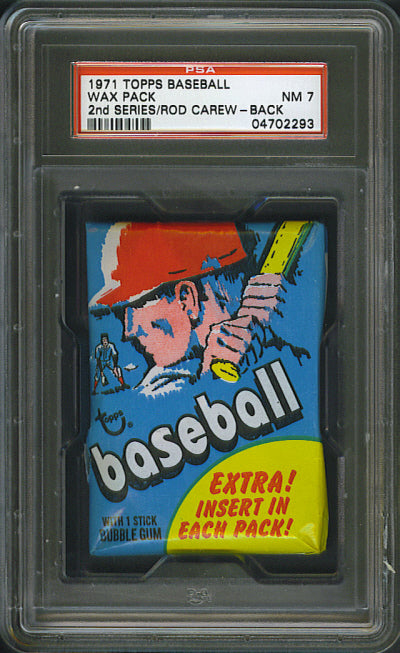 PSA
1971 TOPPS BASEBALL
WAX PACK NM 7
2nd SERIES/ROD CAREW-BACK 04702293
Topps
baseball
EXTRA!
INSERT IN
EACH PACK!
WITH 1 STICK
BUBBLE GUM